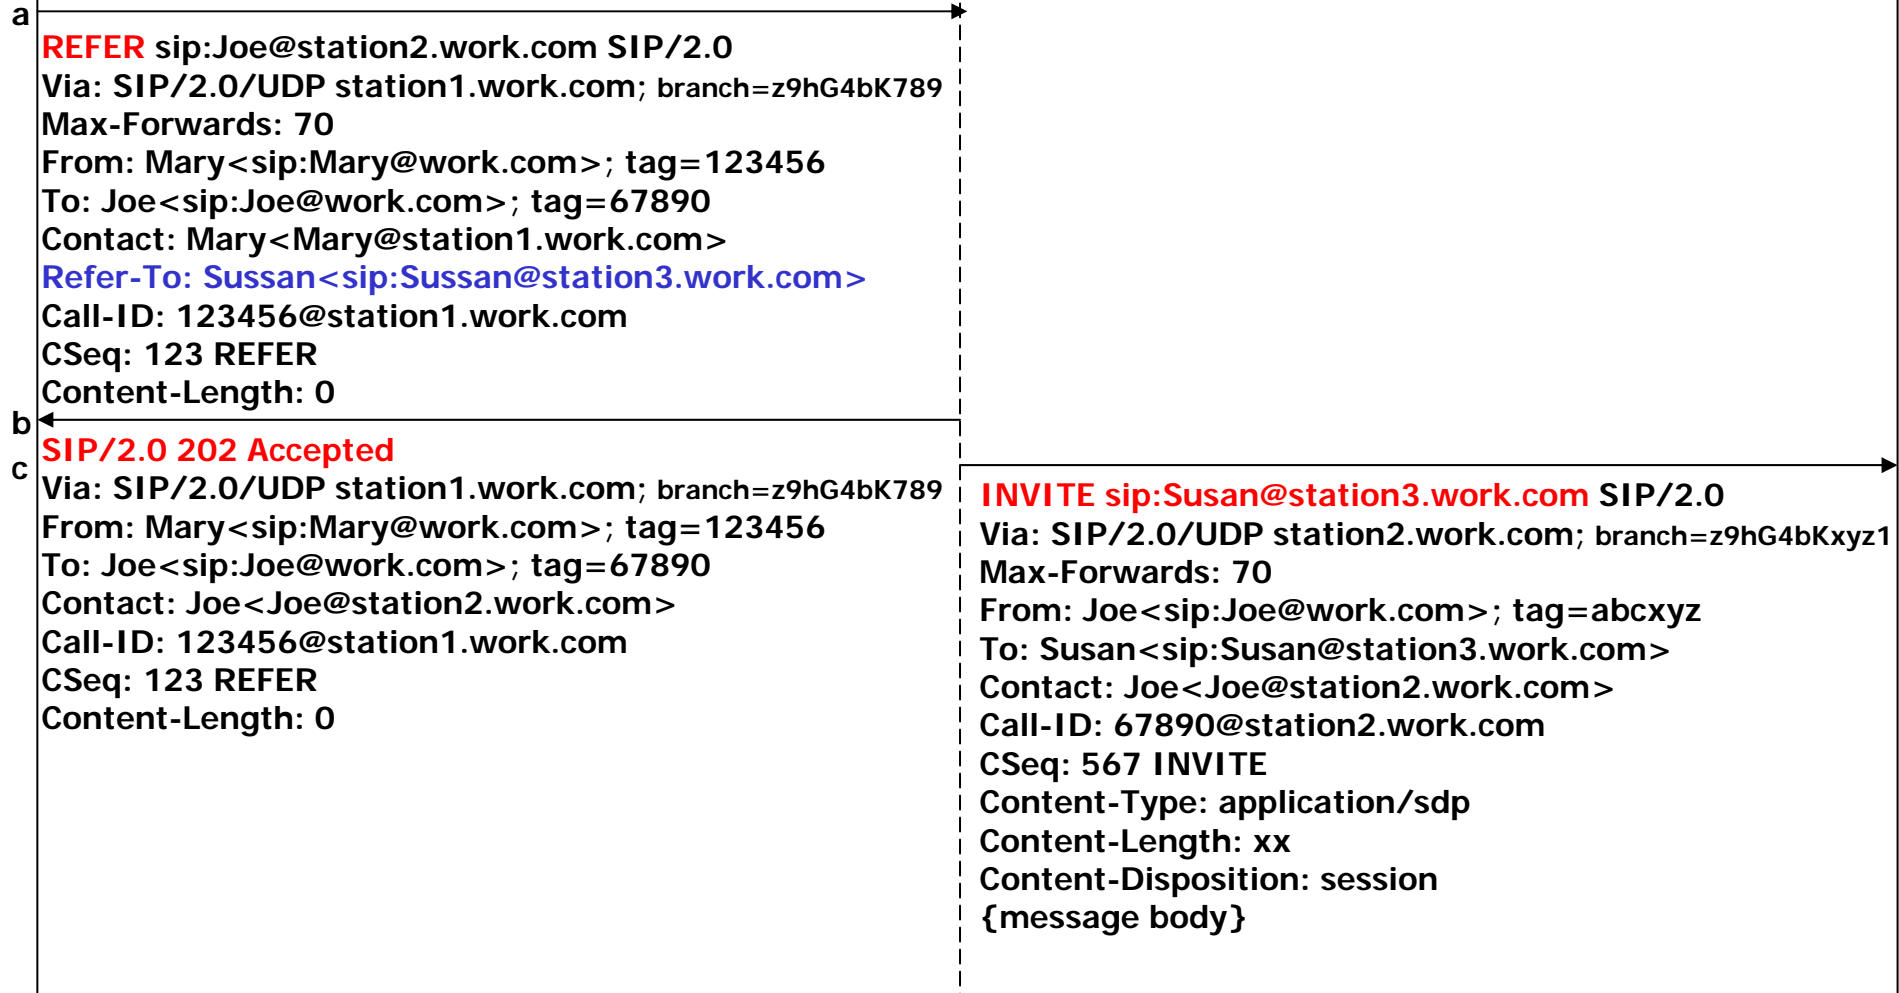 a
REFER sip:Joe@station2.work.com SIP/2.0
Via: SIP/2.0/UDP station1.work.com; branch=z9hG4bK789
Max-Forwards: 70
From: Mary<sip:Mary@work.com>; tag=123456
To: Joe<sip:Joe@work.com>; tag=67890
Contact: Mary<Mary@station1.work.com>
Refer-To: Sussan<sip:Sussan@station3.work.com>
Call-ID: 123456@station1.work.com
CSeq: 123 REFER
Content-Length: 0
b
SIP/2.0 202 Accepted
Via: SIP/2.0/UDP station1.work.com; branch=z9hG4bK789
From: Mary<sip:Mary@work.com>; tag=123456
To: Joe<sip:Joe@work.com>; tag=67890
Contact: Joe<Joe@station2.work.com>
Call-ID: 123456@station1.work.com
CSeq: 123 REFER
Content-Length: 0
c
INVITE sip:Susan@station3.work.com SIP/2.0
Via: SIP/2.0/UDP station2.work.com; branch=z9hG4bKxyz1
Max-Forwards: 70
From: Joe<sip:Joe@work.com>; tag=abcxyz
To: Susan<sip:Susan@station3.work.com>
Contact: Joe<Joe@station2.work.com>
Call-ID: 67890@station2.work.com
CSeq: 567 INVITE
Content-Type: application/sdp
Content-Length: xx
Content-Disposition: session
{message body}